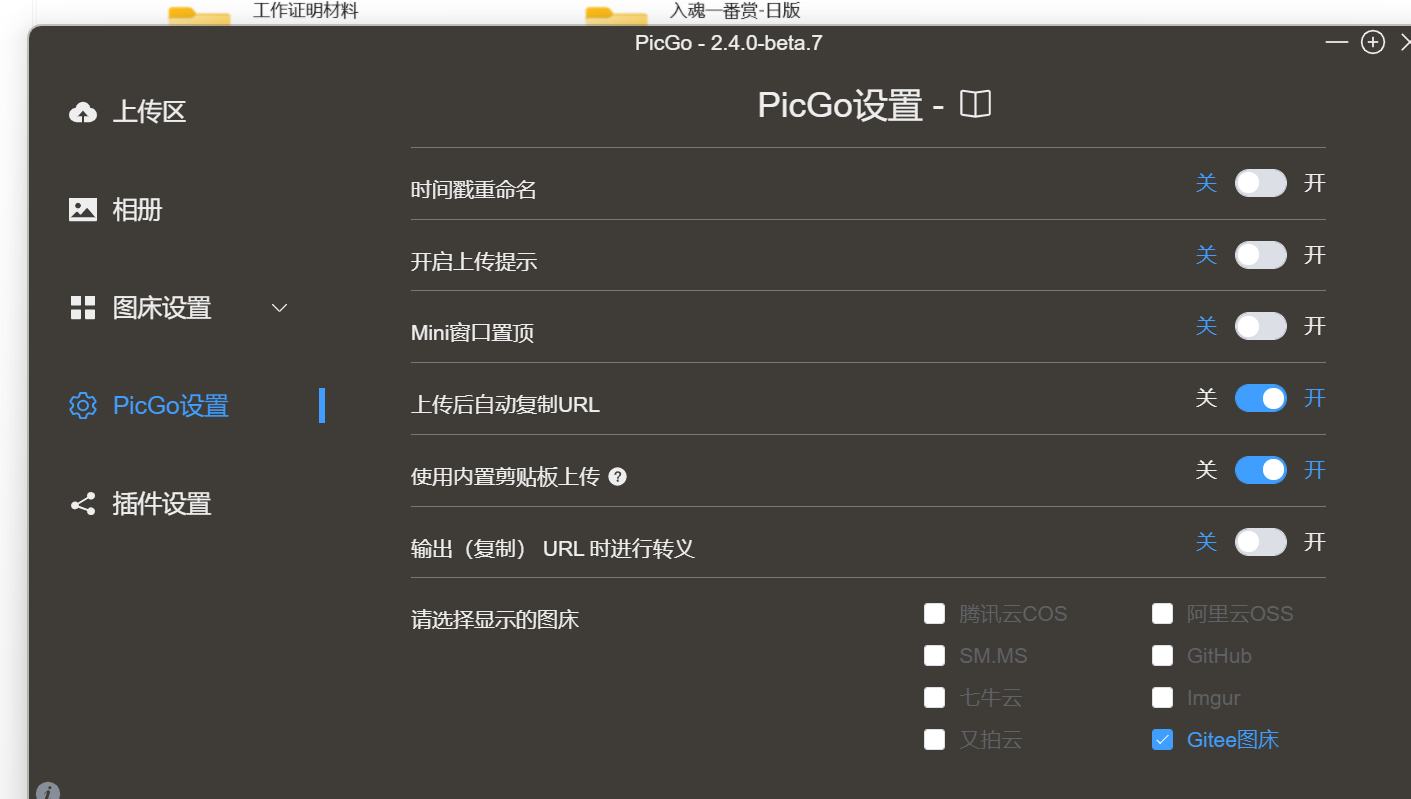 工作证明材料
入魂一番赏-日版
PicGo - 2.4.0-beta.7
上传区
相册
图床设置
PicGo设置
插件设置
PicGo设置 -
时间戳重命名 关 开
开启上传提示 关 开
Mini窗口置顶 关 开
上传后自动复制URL 关 开
使用内置剪贴板上传 ? 关 开
输出（复制） URL 时进行转义 关 开
请选择显示的图床
腾讯云COS 阿里云OSS
SM.MS GitHub
七牛云 Imgur
又拍云 Gitee图床